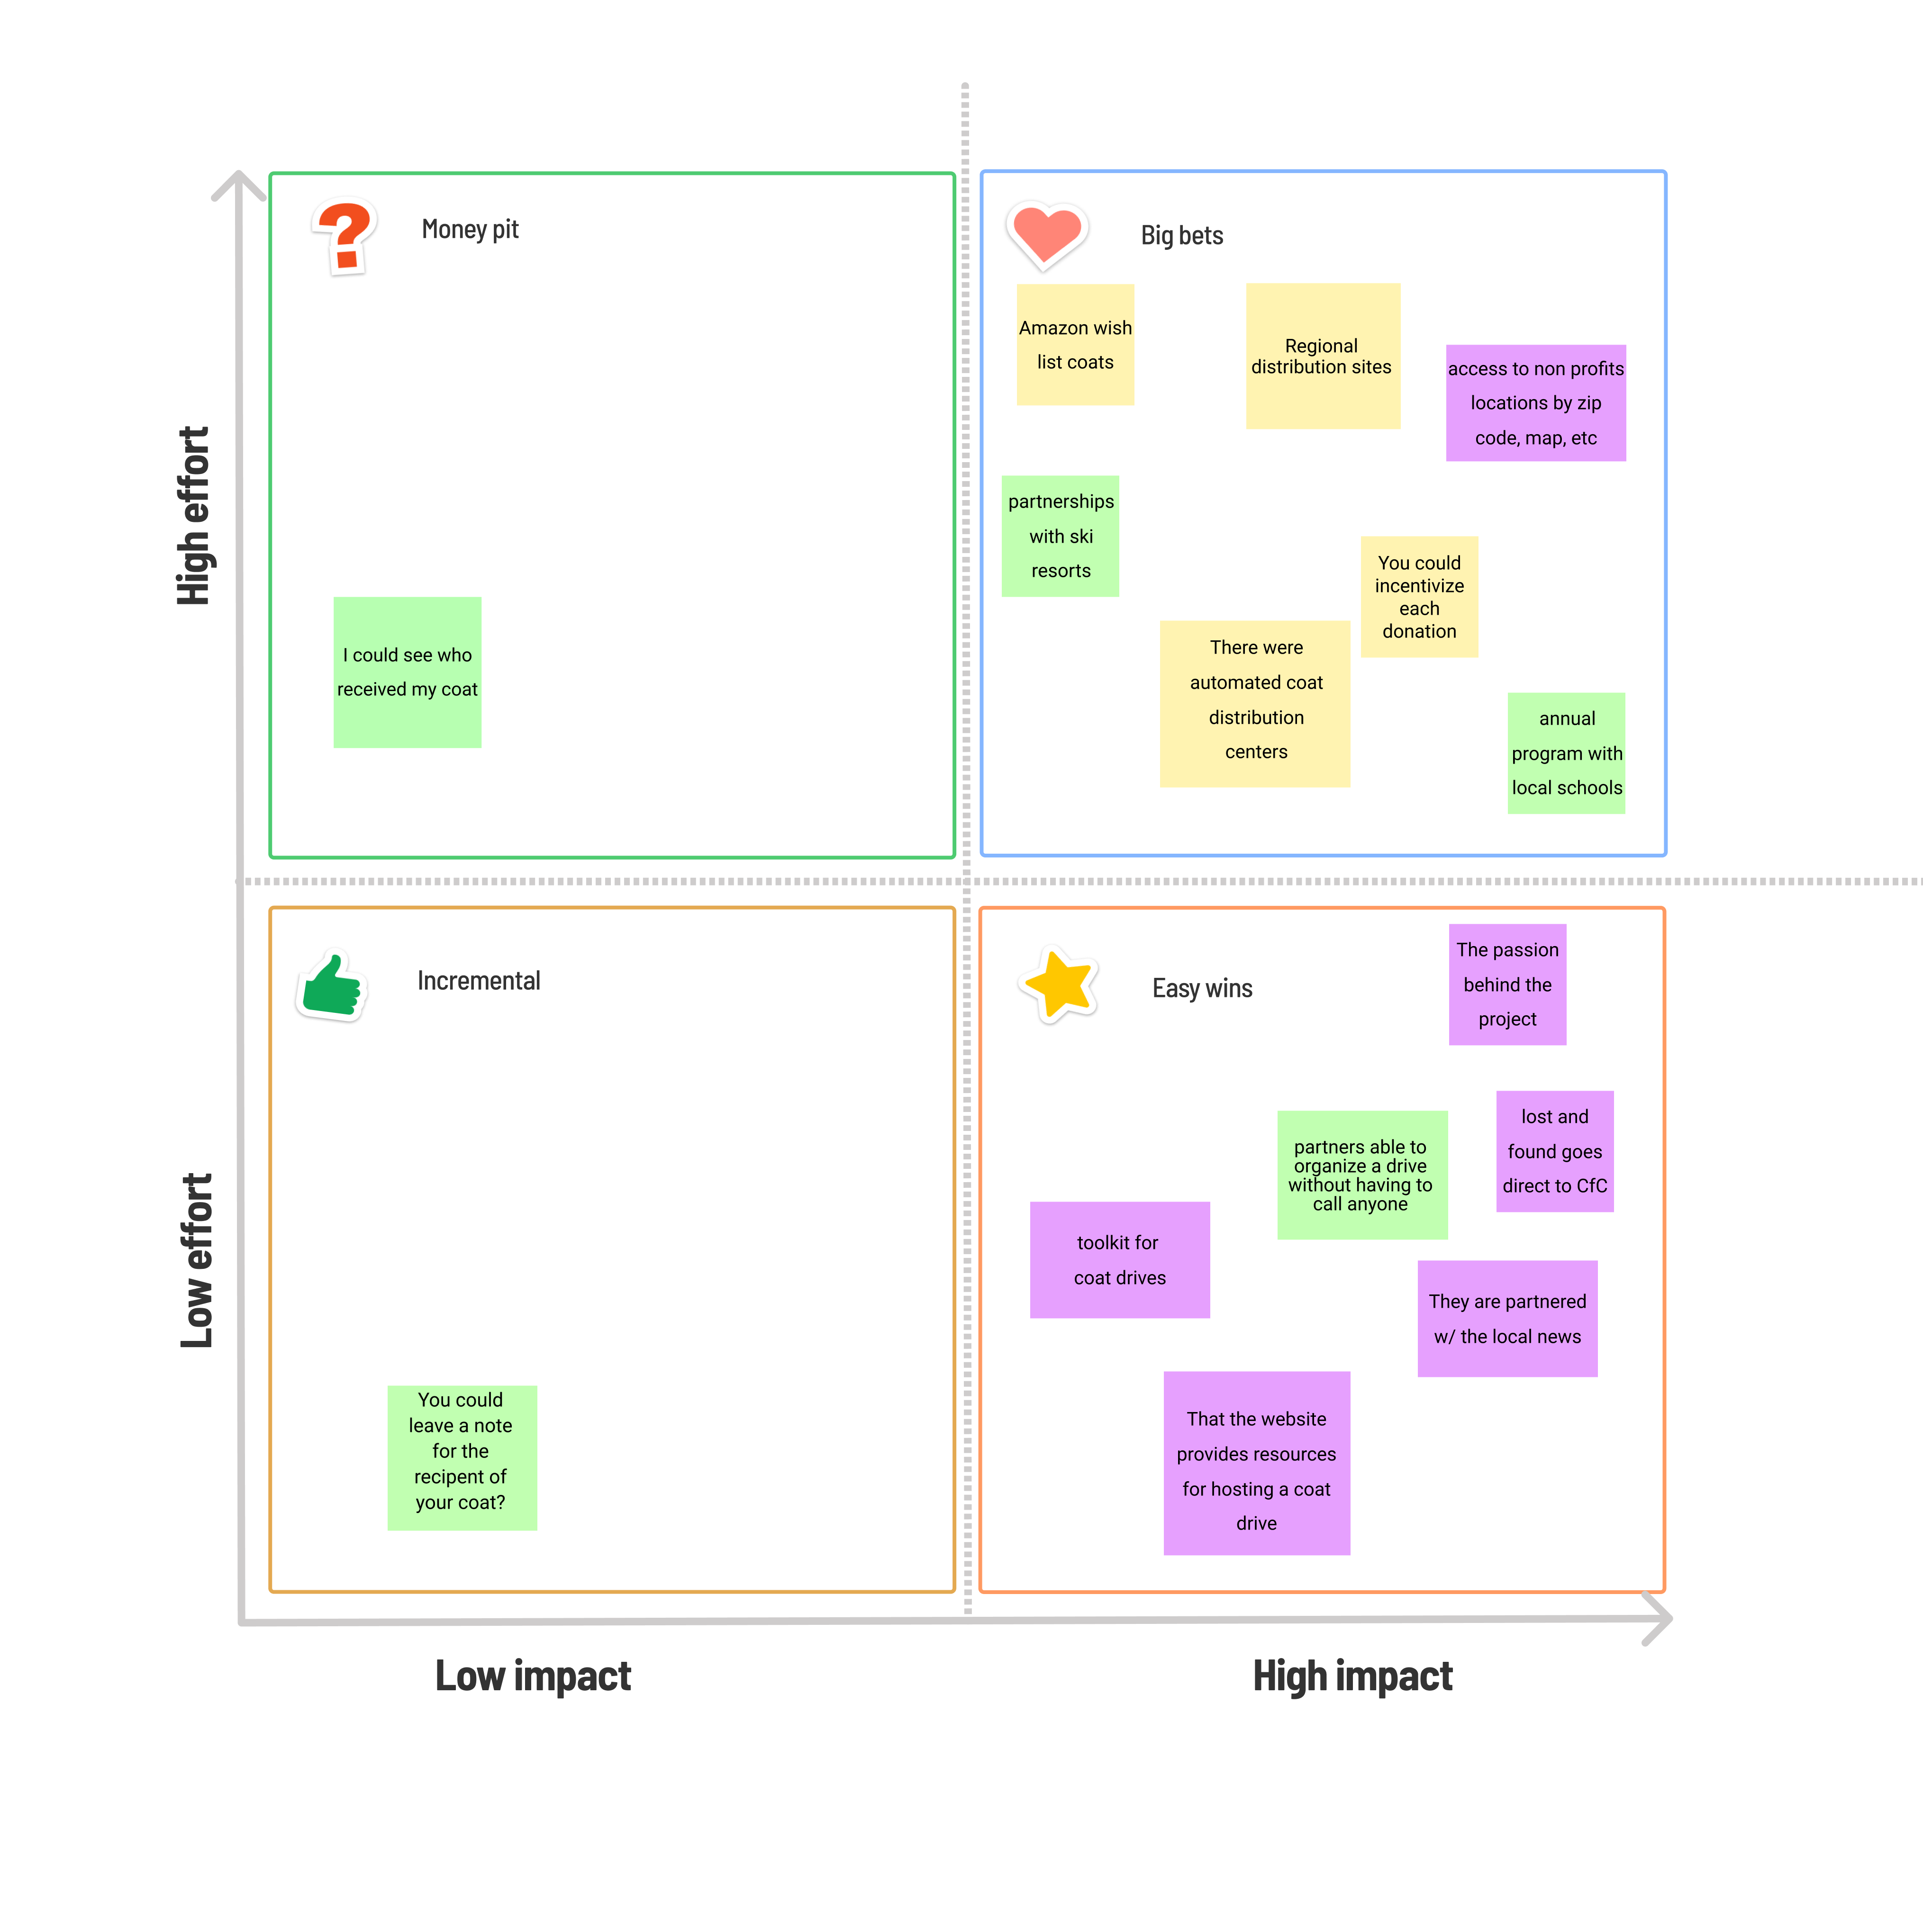 Money pit
I could see who
received my coat
Big bets
Amazon wish
list coats
Regional
distribution sites
access to non profits
locations by zip
code, map, etc
partnerships
with ski
resorts
You could
incentivize
each
donation
There were
automated coat
distribution
centers
annual
program with
local schools
High effort
Incremental
You could
leave a note
for the
recipent of
your coat?
Easy wins
The passion
behind the
project
lost and
found goes
direct to CfC
partners able to
organize a drive
without having to
call anyone
toolkit for
coat drives
They are partnered
w/ the local news
That the website
provides resources
for hosting a coat
drive
Low effort
Low impact
High impact